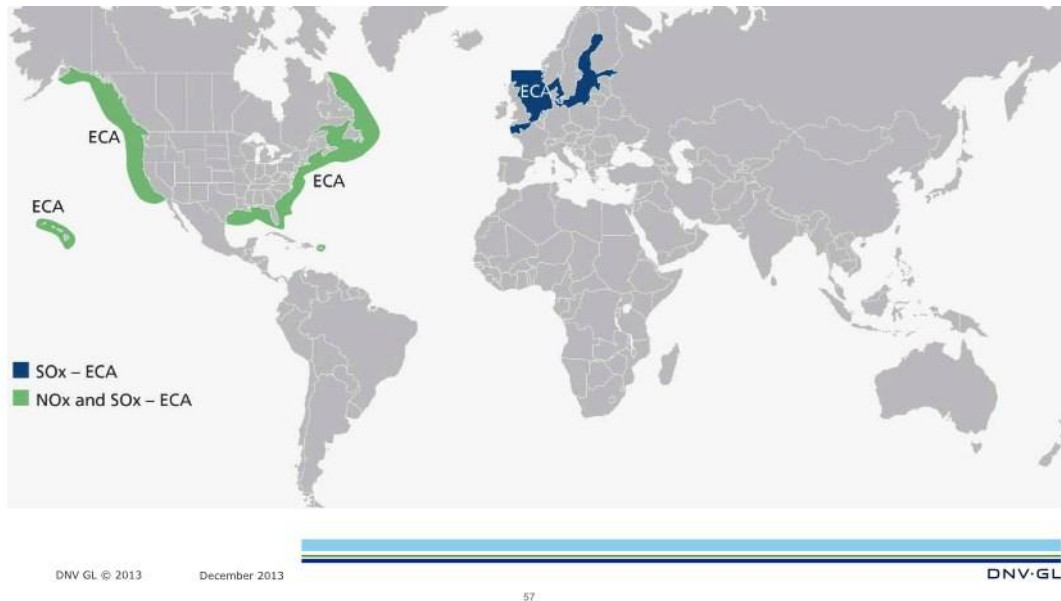 ECA
ECA
ECA
ECA
SOx – ECA
NOx and SOx – ECA
DNV GL © 2013
December 2013
DNV·GL
57